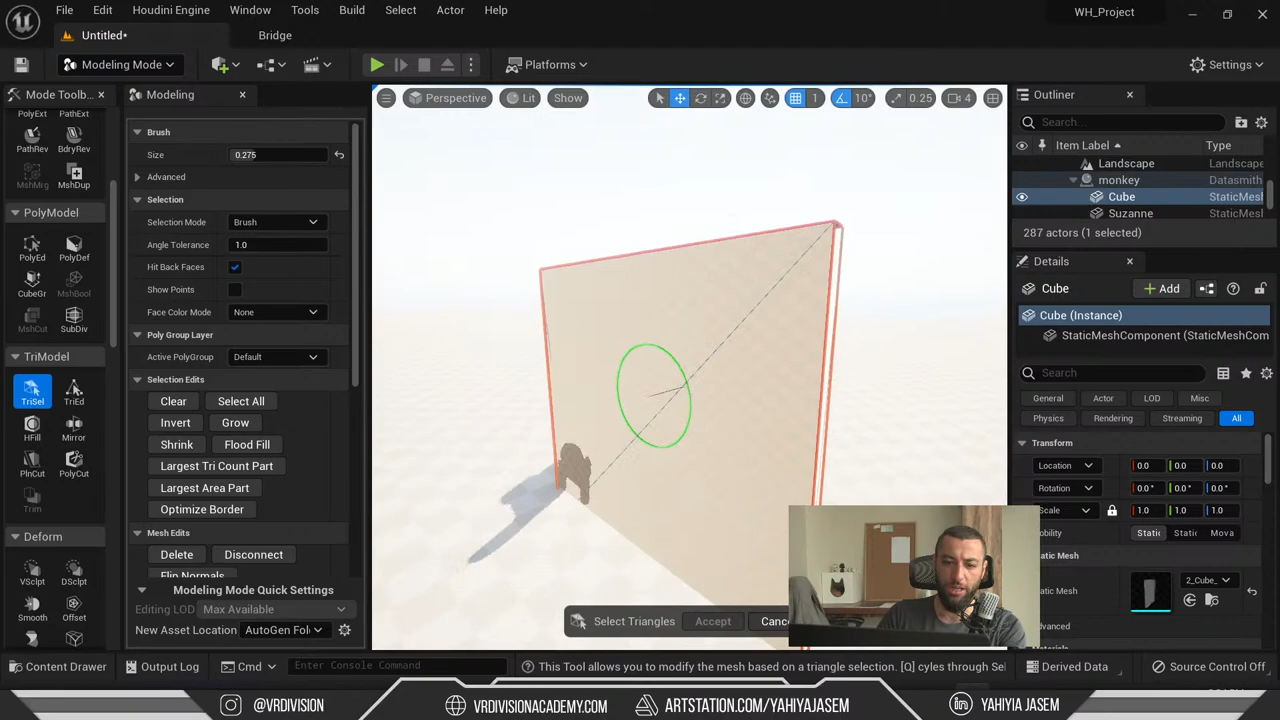 File Edit Houdini Engine Window Tools Build Select Actor Help
WH_Project
Untitled*
Bridge
Modeling Mode
Platforms
Settings
Mode Toolb...
PolyExt PathExt
PathRev BdryRev
MshMrg MshDup
PolyModel
PolyEd PolyDef
CubeGr MshBool
MshCut SubDiv
TriModel
TriSel TriEd
HFill Mirror
PlnCut PolyCut
Trim
Deform
VSclpt DSclpt
Smooth Offset
Modeling
Brush
Size 0.275
Advanced
Selection
Selection Mode Brush
Angle Tolerance 1.0
Hit Back Faces
Show Points
Face Color Mode None
Poly Group Layer
Active PolyGroup Default
Selection Edits
Clear Select All
Invert Grow
Shrink Flood Fill
Largest Tri Count Part
Largest Area Part
Optimize Border
Mesh Edits
Delete Disconnect
Flip Normals
Modeling Mode Quick Settings
Editing LOD Max Available
New Asset Location AutoGen Fol
Perspective Lit Show
1 10° 0.25 4
Select Triangles Accept Cance
Outliner
Search...
Item Label Type
Landscape Landscape
monkey Datasmith
Cube StaticMesh
Suzanne StaticMesh
287 actors (1 selected)
Details
Cube Add
Cube (Instance)
StaticMeshComponent (StaticMeshCom
Search
General Actor LOD Misc
Physics Rendering Streaming All
Transform
Location 0.0 0.0 0.0
Rotation 0.0° 0.0° 0.0°
Scale 1.0 1.0 1.0
obility Static Static Mova
tatic Mesh
atic Mesh 2_Cube_
dvanced
Content Drawer Output Log Cmd Enter Console Command
This Tool allows you to modify the mesh based on a triangle selection. [Q] cyles through Sel
Derived Data Source Control Off
@VRDIVISION VRDIVISIONACADEMY.COM ARTSTATION.COM/YAHIYAJASEM YAHIYIA JASEM